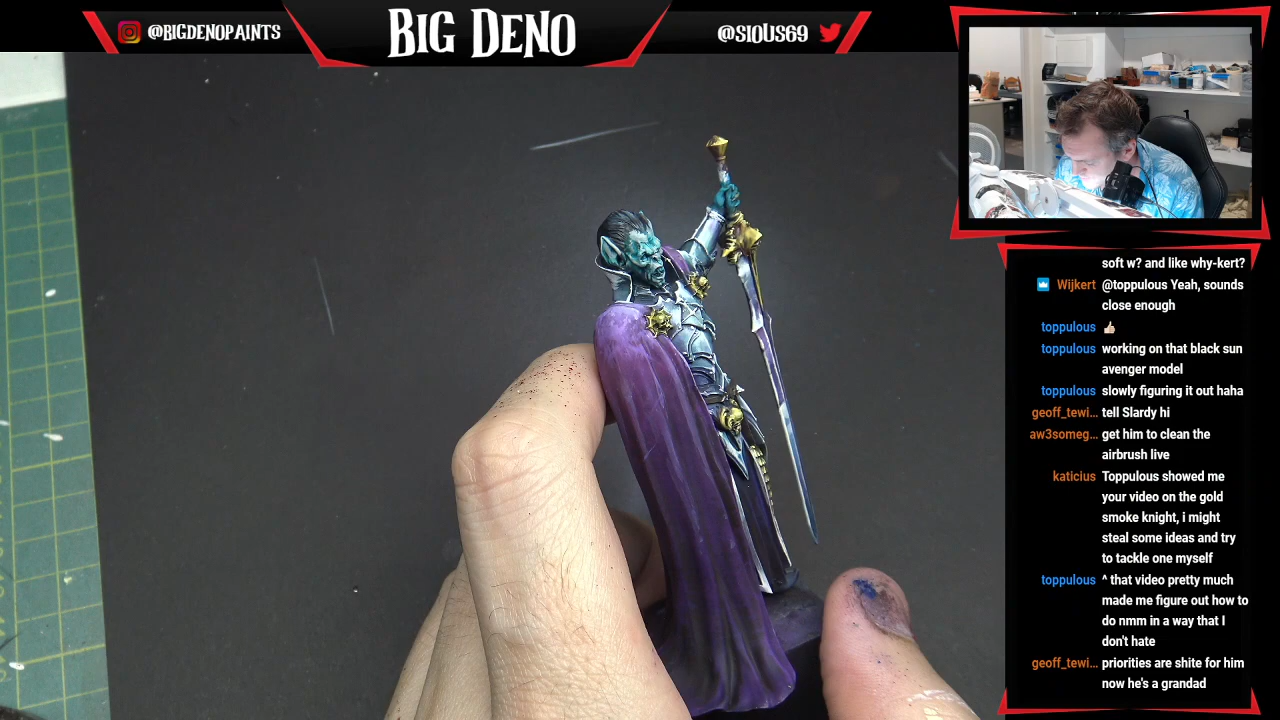 @BIGDENOPAINTS
BIG DENO
@SIOUS69
soft w? and like why-kert?
Wijkert @toppulous Yeah, sounds
close enough
toppulous 👍🏻
toppulous working on that black sun
avenger model
toppulous slowly figuring it out haha
geoff_tewi... tell Slardy hi
aw3someg... get him to clean the
airbrush live
katicius Toppulous showed me
your video on the gold
smoke knight, i might
steal some ideas and try
to tackle one myself
toppulous ^ that video pretty much
made me figure out how to
do nmm in a way that I
don't hate
geoff_tewi... priorities are shite for him
now he's a grandad